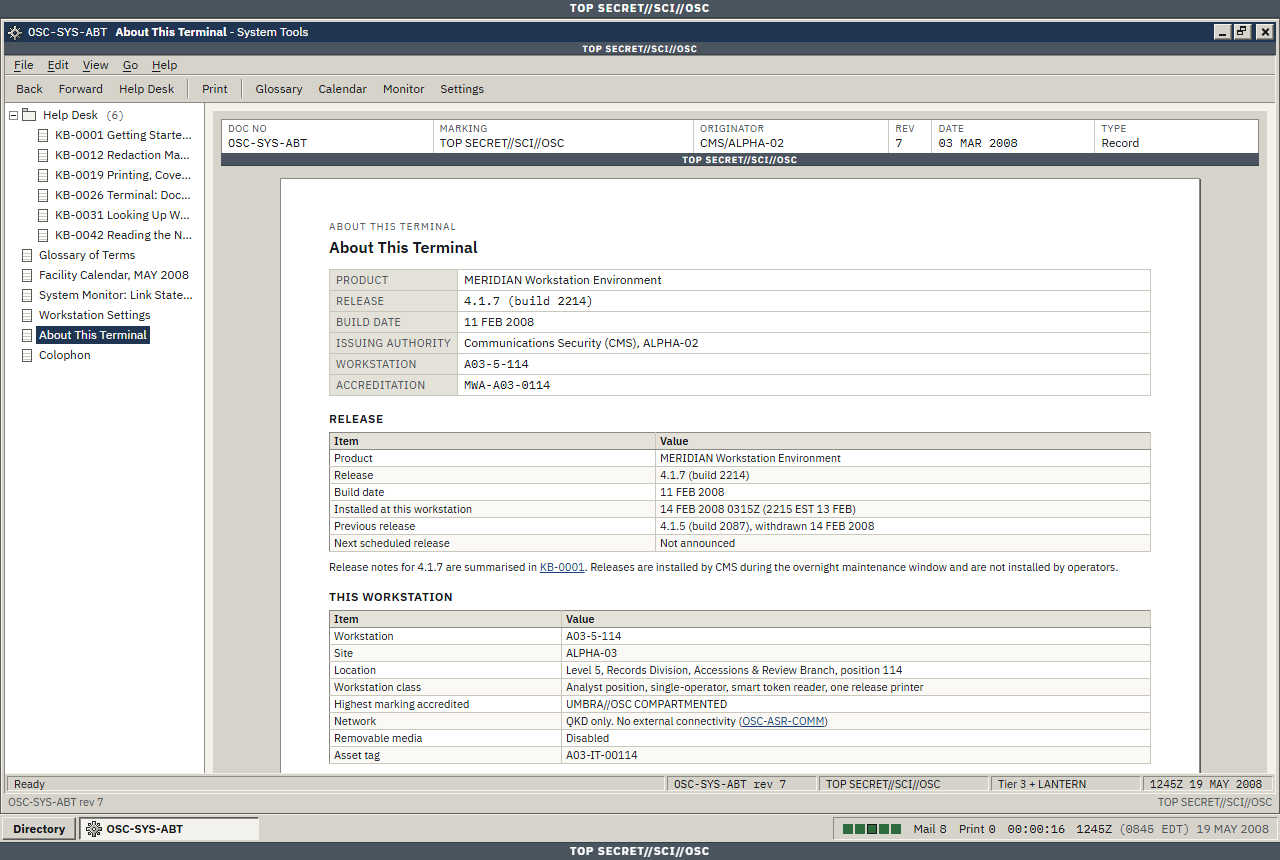 TOP SECRET//SCI//OSC
OSC-SYS-ABT About This Terminal - System Tools
TOP SECRET//SCI//OSC
File Edit View Go Help
Back Forward Help Desk Print Glossary Calendar Monitor Settings
Help Desk (6)
KB-0001 Getting Starte...
KB-0012 Redaction Ma...
KB-0019 Printing, Cove...
KB-0026 Terminal: Doc...
KB-0031 Looking Up W...
KB-0042 Reading the N...
Glossary of Terms
Facility Calendar, MAY 2008
System Monitor: Link State...
Workstation Settings
About This Terminal
Colophon
DOC NO MARKING ORIGINATOR REV DATE TYPE
OSC-SYS-ABT TOP SECRET//SCI//OSC CMS/ALPHA-02 7 03 MAR 2008 Record
TOP SECRET//SCI//OSC
ABOUT THIS TERMINAL
About This Terminal
PRODUCT MERIDIAN Workstation Environment
RELEASE 4.1.7 (build 2214)
BUILD DATE 11 FEB 2008
ISSUING AUTHORITY Communications Security (CMS), ALPHA-02
WORKSTATION A03-5-114
ACCREDITATION MWA-A03-0114
RELEASE
Item Value
Product MERIDIAN Workstation Environment
Release 4.1.7 (build 2214)
Build date 11 FEB 2008
Installed at this workstation 14 FEB 2008 0315Z (2215 EST 13 FEB)
Previous release 4.1.5 (build 2087), withdrawn 14 FEB 2008
Next scheduled release Not announced
Release notes for 4.1.7 are summarised in KB-0001. Releases are installed by CMS during the overnight maintenance window and are not installed by operators.
THIS WORKSTATION
Item Value
Workstation A03-5-114
Site ALPHA-03
Location Level 5, Records Division, Accessions & Review Branch, position 114
Workstation class Analyst position, single-operator, smart token reader, one release printer
Highest marking accredited UMBRA//OSC COMPARTMENTED
Network QKD only. No external connectivity (OSC-ASR-COMM)
Removable media Disabled
Asset tag A03-IT-00114
Ready OSC-SYS-ABT rev 7 TOP SECRET//SCI//OSC Tier 3 + LANTERN 1245Z 19 MAY 2008
OSC-SYS-ABT rev 7 TOP SECRET//SCI//OSC
Directory OSC-SYS-ABT Mail 8 Print 0 00:00:16 1245Z (0845 EDT) 19 MAY 2008
TOP SECRET//SCI//OSC